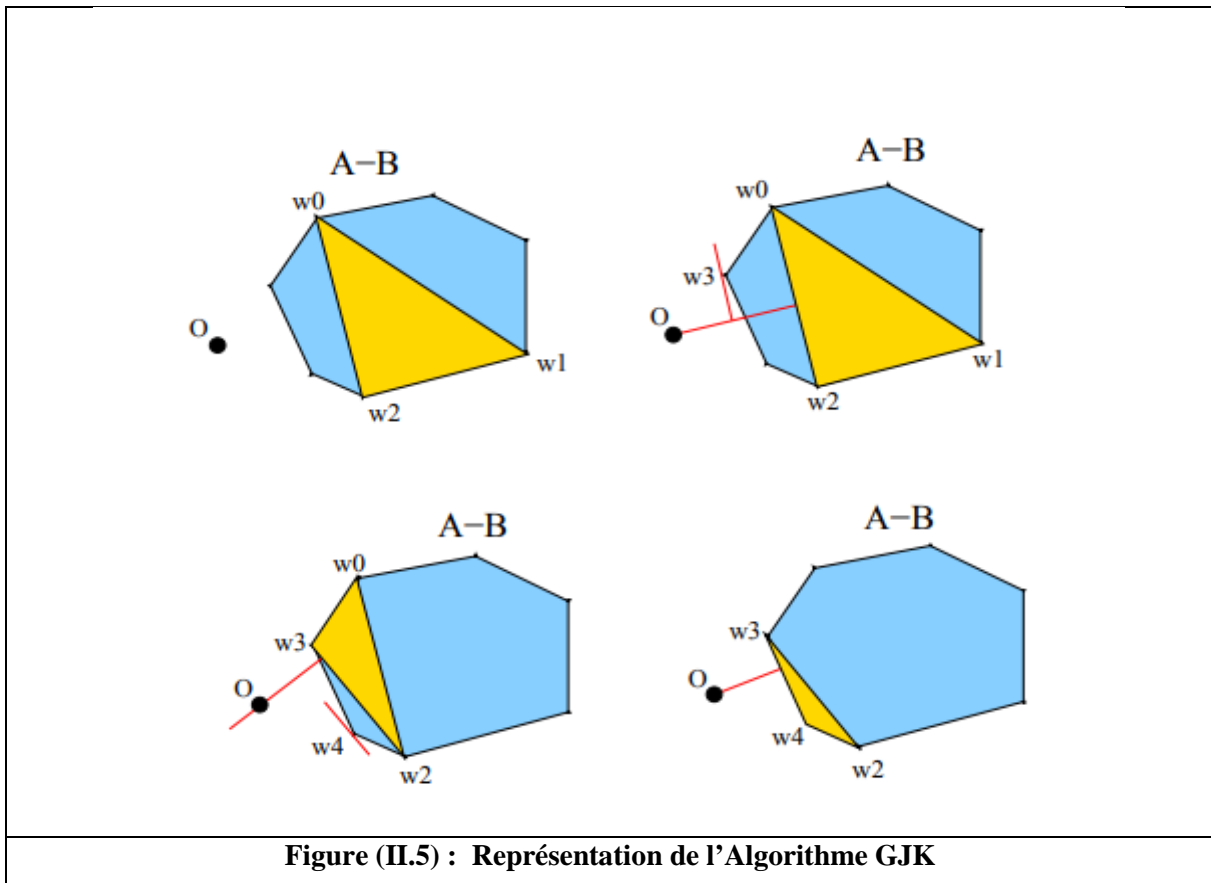 A−B
w0
O
w1
w2
A−B
w0
w3
O
w1
w2
A−B
w0
w3
O
w4
w2
A−B
w3
O
w4
w2
Figure (II.5) : Représentation de l’Algorithme GJK